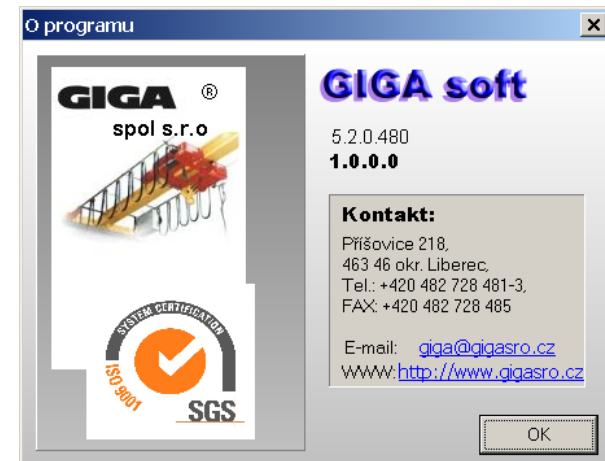 O programu
GIGA ®
spol s.r.o
SYSTEM CERTIFICATION
ISO 9001
SGS
GIGA soft
5.2.0.480
1.0.0.0
Kontakt:
Příšovice 218,
463 46 okr. Liberec,
Tel.: +420 482 728 481-3,
FAX: +420 482 728 485
E-mail: giga@gigasro.cz
WWW: http://www.gigasro.cz
OK